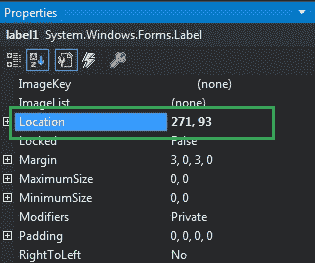 Properties
label1 System.Windows.Forms.Label
ImageKey (none)
ImageList (none)
Location 271, 93
Locked False
Margin 3, 0, 3, 0
MaximumSize 0, 0
MinimumSize 0, 0
Modifiers Private
Padding 0, 0, 0, 0
RightToLeft No